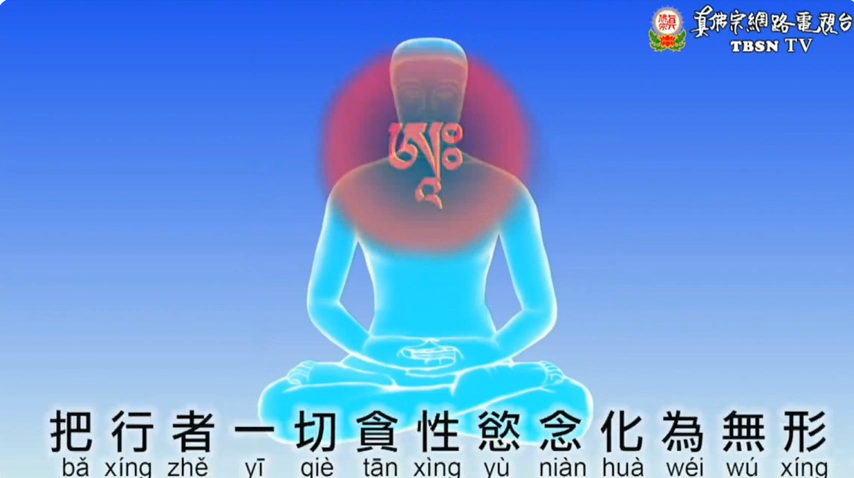 真佛宗網路電視台
TBSN TV
把行者一切貪性慾念化為無形
bǎ xíng zhě yī qiè tān xìng yù niàn huà wéi wú xíng